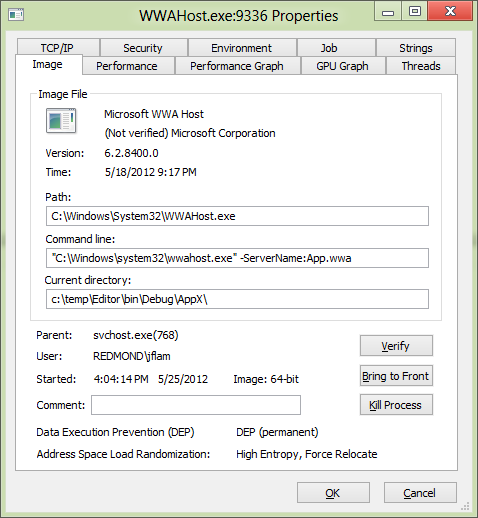 WWAHost.exe:9336 Properties
TCP/IP Security Environment Job Strings
Image Performance Performance Graph GPU Graph Threads
Image File
Microsoft WWA Host
(Not verified) Microsoft Corporation
Version: 6.2.8400.0
Time: 5/18/2012 9:17 PM
Path:
C:\Windows\System32\WWAHost.exe
Command line:
"C:\Windows\system32\wwahost.exe" -ServerName:App.wwa
Current directory:
c:\temp\Editor\bin\Debug\AppX\
Parent: svchost.exe(768)
User: REDMOND\jflam
Verify
Started: 4:04:14 PM 5/25/2012 Image: 64-bit
Bring to Front
Comment:
Kill Process
Data Execution Prevention (DEP) DEP (permanent)
Address Space Load Randomization: High Entropy, Force Relocate
OK Cancel